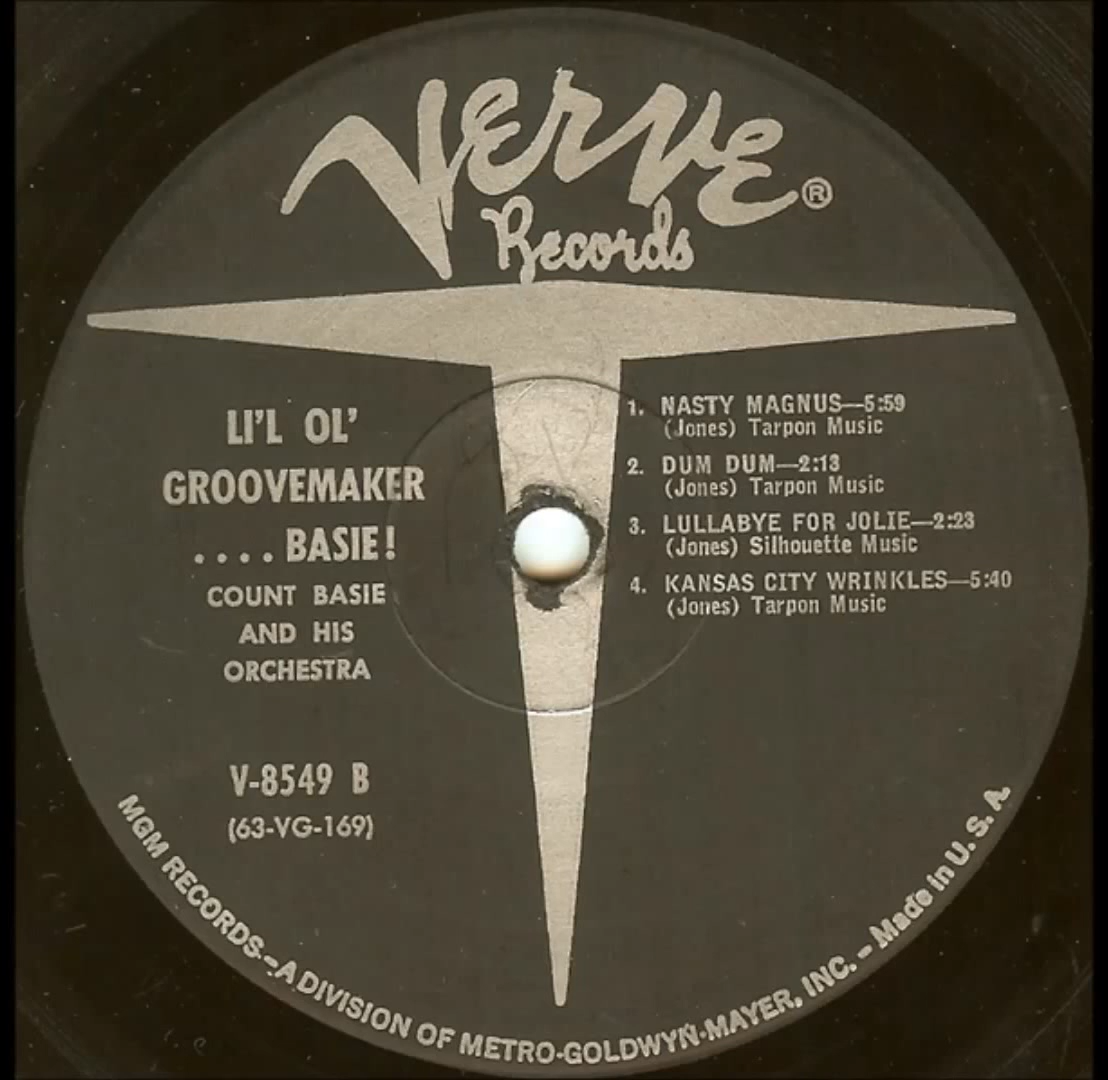 Verve ®
Records
LI'L OL'
GROOVEMAKER
....BASIE!
COUNT BASIE
AND HIS
ORCHESTRA
V-8549 B
(63-VG-169)
1. NASTY MAGNUS—5:59
(Jones) Tarpon Music
2. DUM DUM—2:13
(Jones) Tarpon Music
3. LULLABYE FOR JOLIE—2:23
(Jones) Silhouette Music
4. KANSAS CITY WRINKLES—5:40
(Jones) Tarpon Music
MGM RECORDS-A DIVISION OF METRO-GOLDWYN-MAYER, INC. - Made in U. S. A.